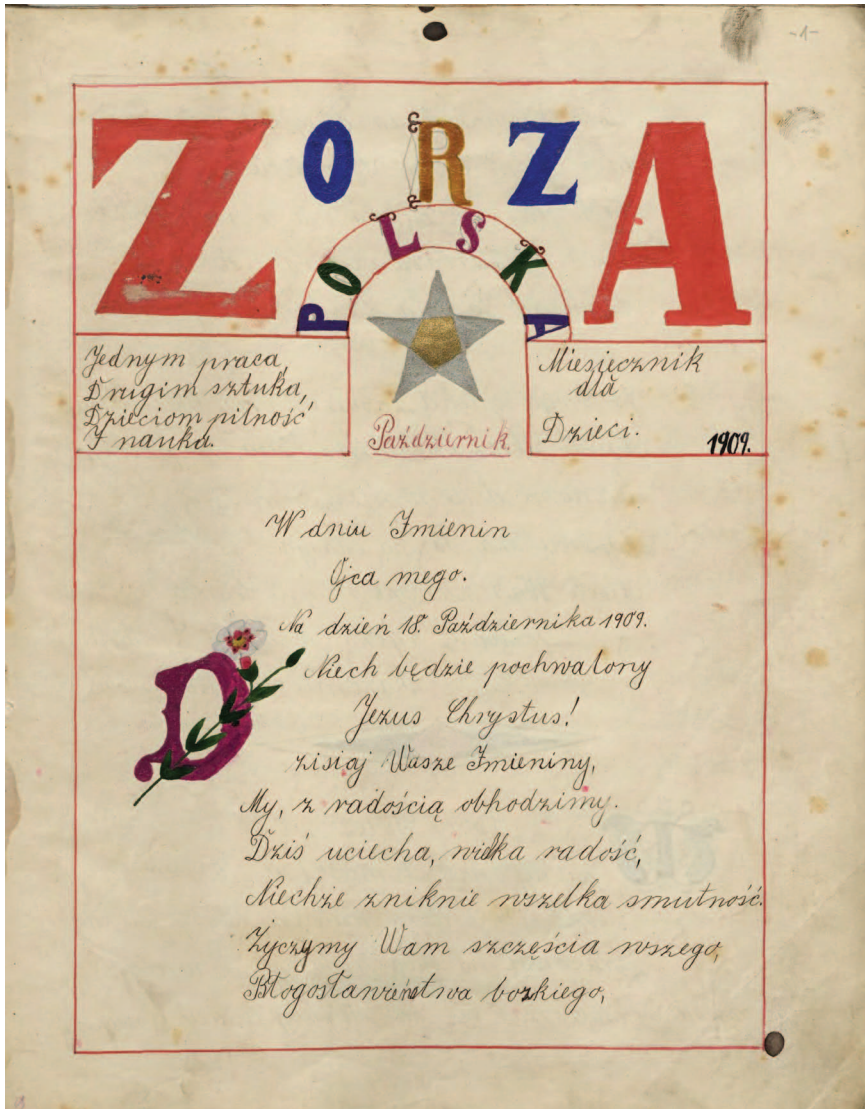 -1-
ZORZA
POLSKA
Jednym praca,
Drugim sztuka,
Dzieciom pilność
I nauka.
Październik.
Miesięcznik
dla
Dzieci.
1909.
W dniu Imienin
Ojca mego.
Na dzień 18. Października 1909.
Niech będzie pochwalony
Jezus Chrystus!
Dzisiaj Wasze Imieniny,
My, z radością obhodzimy.
Dziś uciecha, wielka radość,
Niechże zniknie wszelka smutność.
Życzymy Wam szczęścia wszego,
Błogosławieństwa bozkiego,